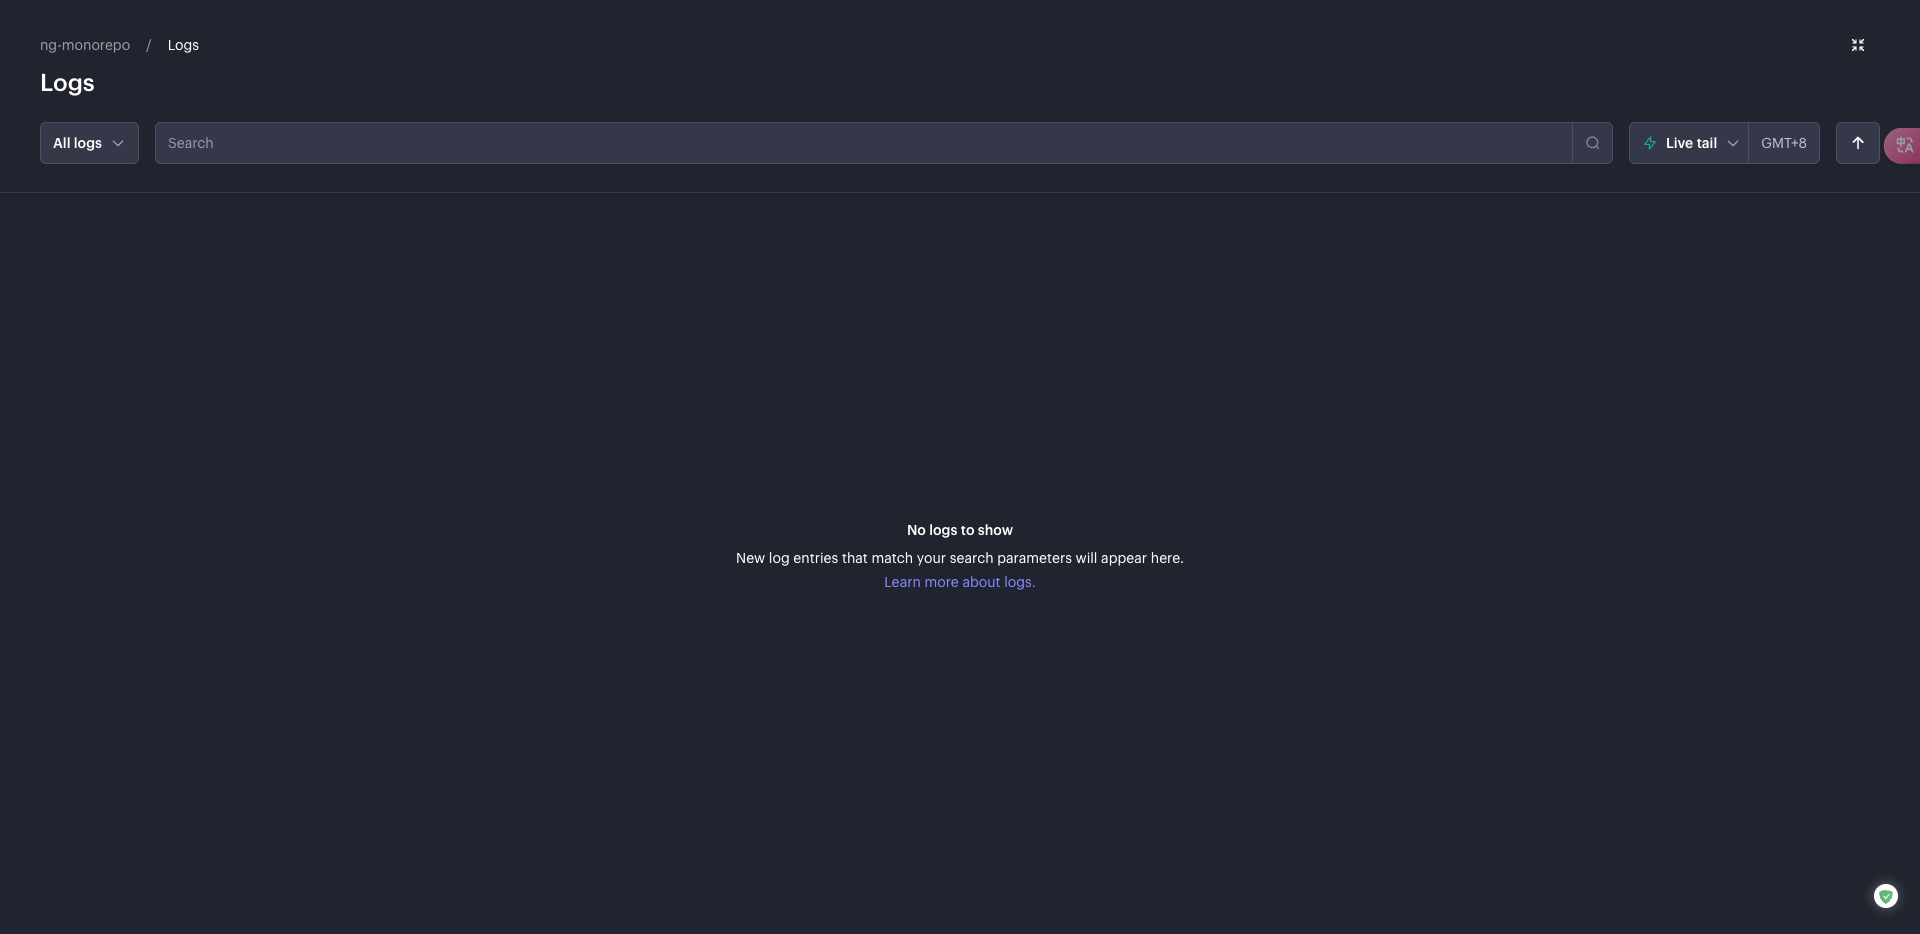 ng-monorepo / Logs
Logs
All logs
Search
Live tail
GMT+8
No logs to show
New log entries that match your search parameters will appear here.
Learn more about logs.